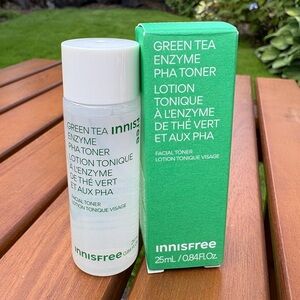 GREEN TEA
ENZYME
PHA TONER
LOTION TONIQUE
À L'ENZYME
DE THÉ VERT
ET AUX PHA
FACIAL TONER
LOTION TONIQUE VISAGE
innisfree
GREEN TEA
ENZYME
PHA TONER
LOTION
TONIQUE
À L'ENZYME
DE THÉ VERT
ET AUX PHA
FACIAL TONER
LOTION TONIQUE VISAGE
innisfree
25mL / 0.84Fl.Oz.